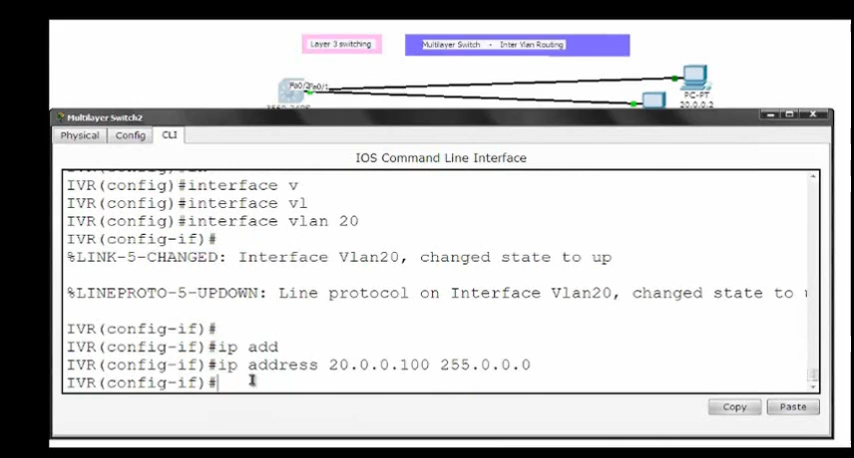 Layer 3 switching
Multilayer Switch - Inter Vlan Routing
Fa0/2
Fa0/1
PC-PT
20.0.0.2
Multilayer Switch2
Physical
Config
CLI
IOS Command Line Interface
IVR(config)#interface v
IVR(config)#interface vl
IVR(config)#interface vlan 20
IVR(config-if)#
%LINK-5-CHANGED: Interface Vlan20, changed state to up
%LINEPROTO-5-UPDOWN: Line protocol on Interface Vlan20, changed state to
IVR(config-if)#
IVR(config-if)#ip add
IVR(config-if)#ip address 20.0.0.100 255.0.0.0
IVR(config-if)#
Copy
Paste